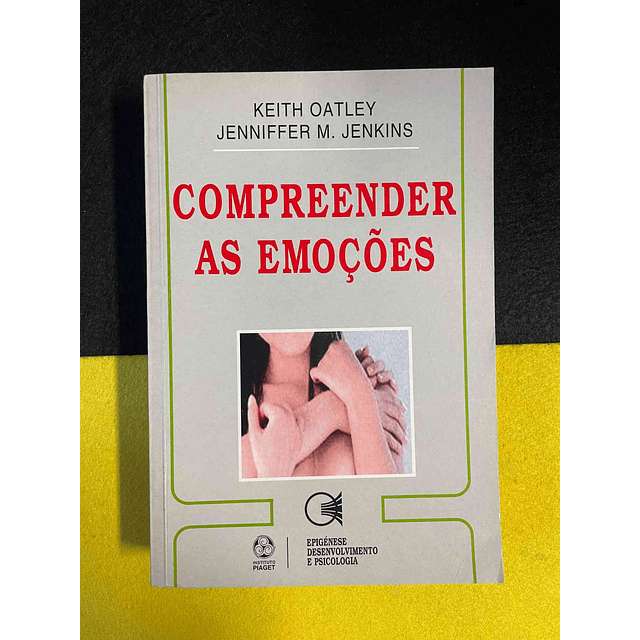 KEITH OATLEY
JENNIFFER M. JENKINS
COMPREENDER
AS EMOÇÕES
INSTITUTO
PIAGET
EPIGÉNESE
DESENVOLVIMENTO
E PSICOLOGIA